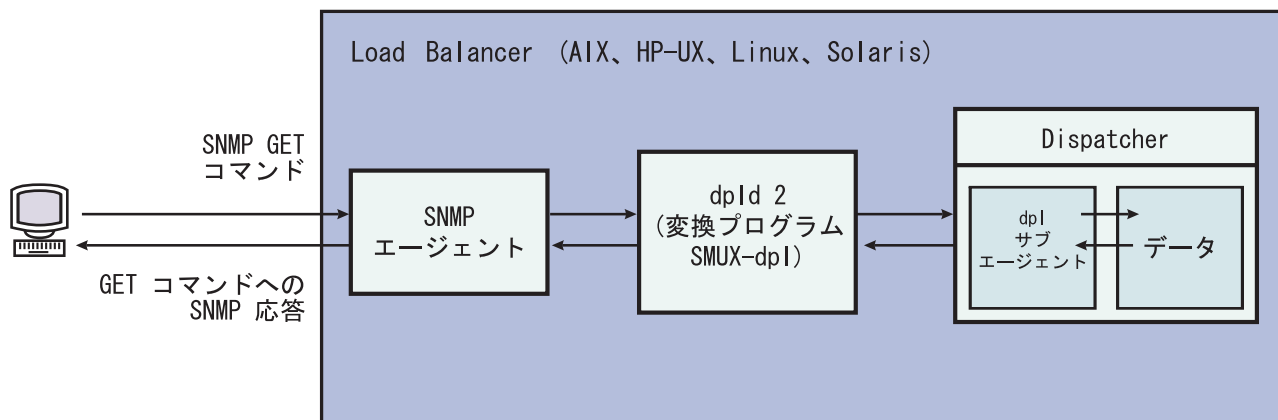 Load Balancer (AIX、HP-UX、Linux、Solaris)
SNMP GET
コマンド
GET コマンドへの
SNMP 応答
SNMP
エージェント
dpld 2
(変換プログラム
SMUX-dpl)
Dispatcher
dpl
サブ
エージェント
データ